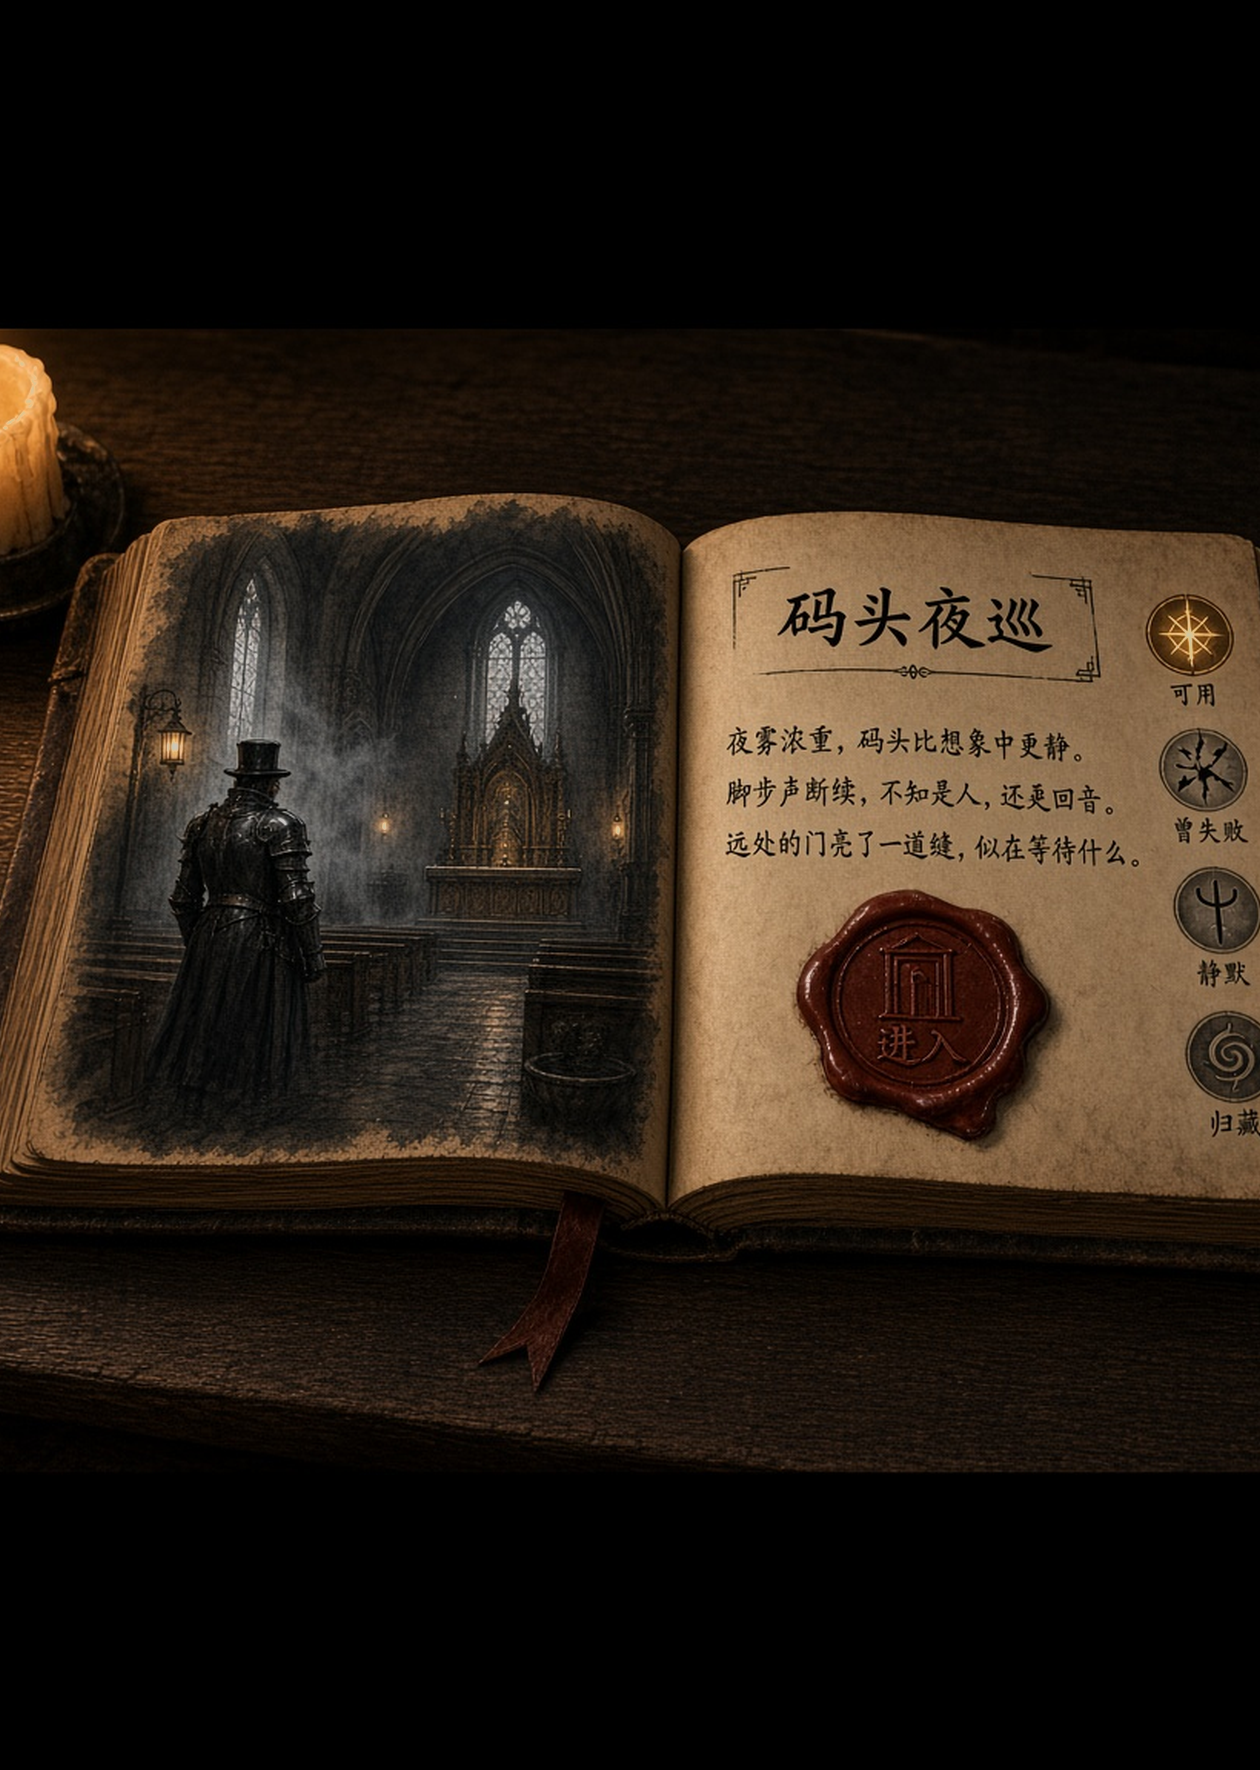 码头夜巡
夜雾浓重，码头比想象中更静。
脚步声断续，不知是人，还是回音。
远处的门亮了一道缝，似在等待什么。
进入
可用
曾失败
静默
归藏